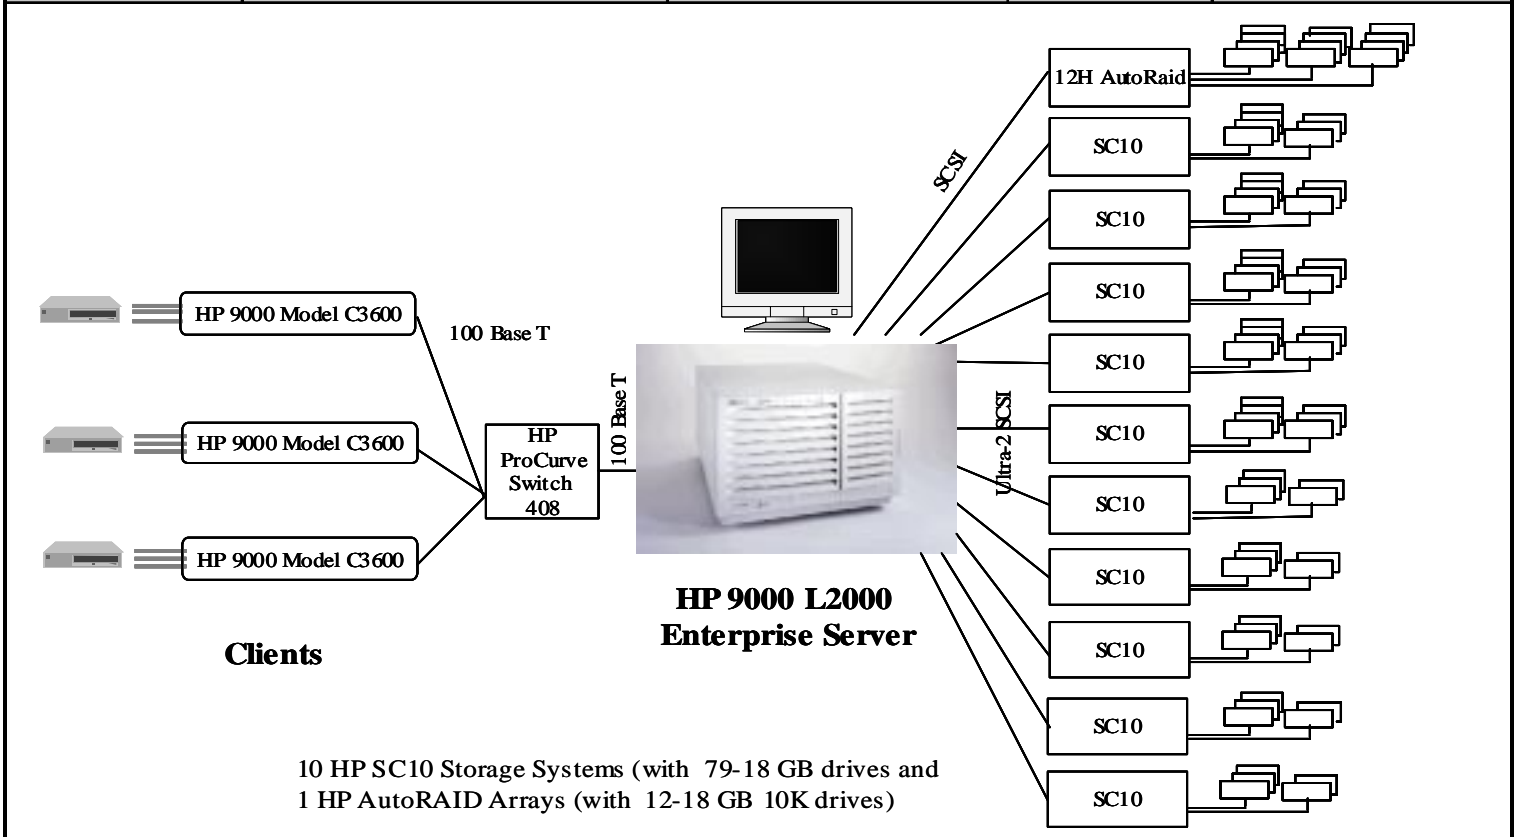 12H AutoRaid
SC10
SC10
SC10
SC10
SC10
SC10
SC10
SC10
SC10
SC10
SCSI
Ultra-2 SCSI
HP 9000 Model C3600
HP 9000 Model C3600
HP 9000 Model C3600
100 Base T
HP
ProCurve
Switch
408
100 Base T
HP 9000 L2000
Enterprise Server
Clients
10 HP SC10 Storage Systems (with 79-18 GB drives and
1 HP AutoRAID Arrays (with 12-18 GB 10K drives)